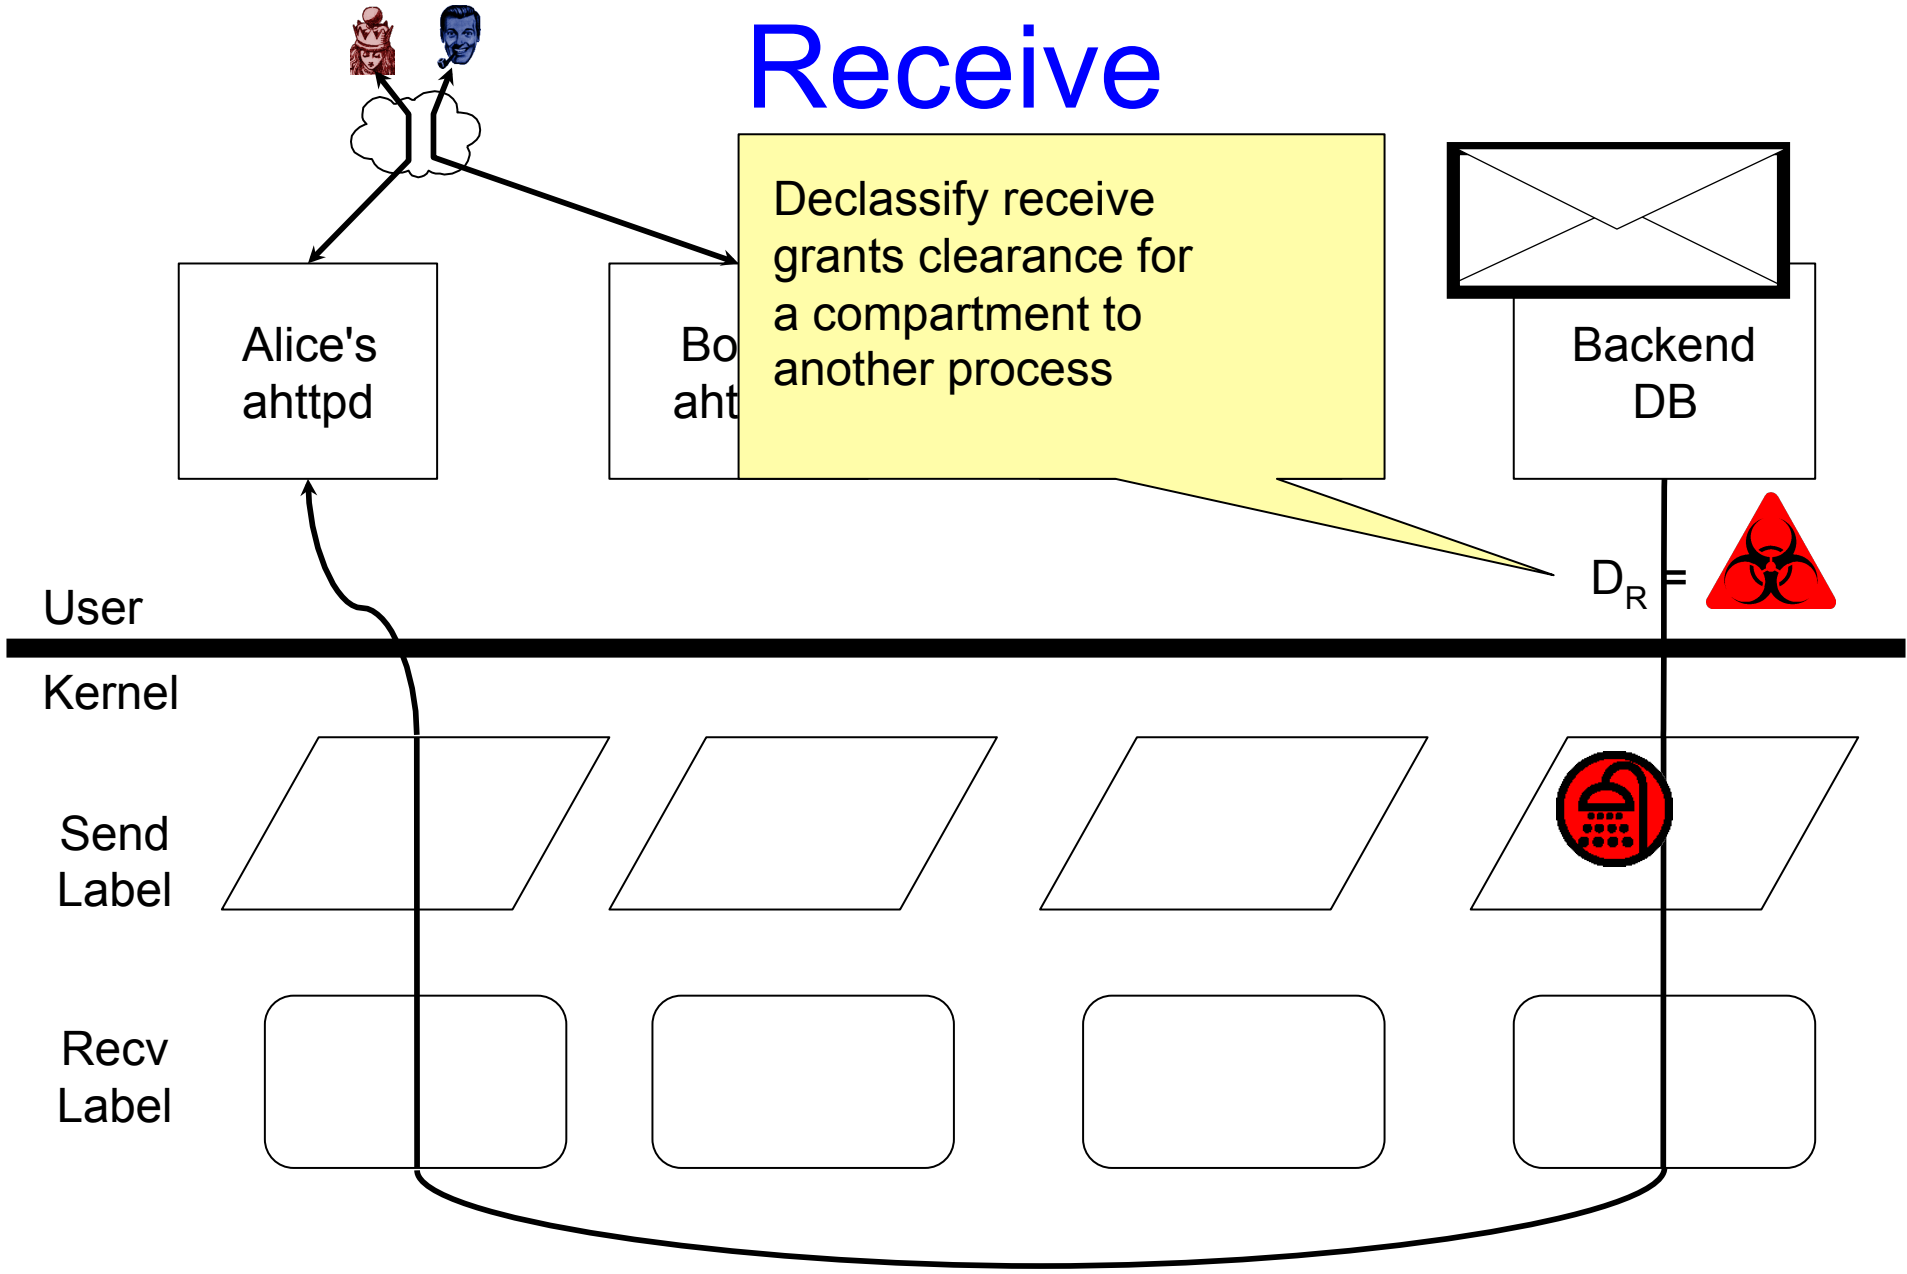 Receive
Declassify receive
grants clearance for
a compartment to
another process
Alice's
ahttpd
Bo
aht
Backend
DB
D_R =
User
Kernel
Send
Label
Recv
Label